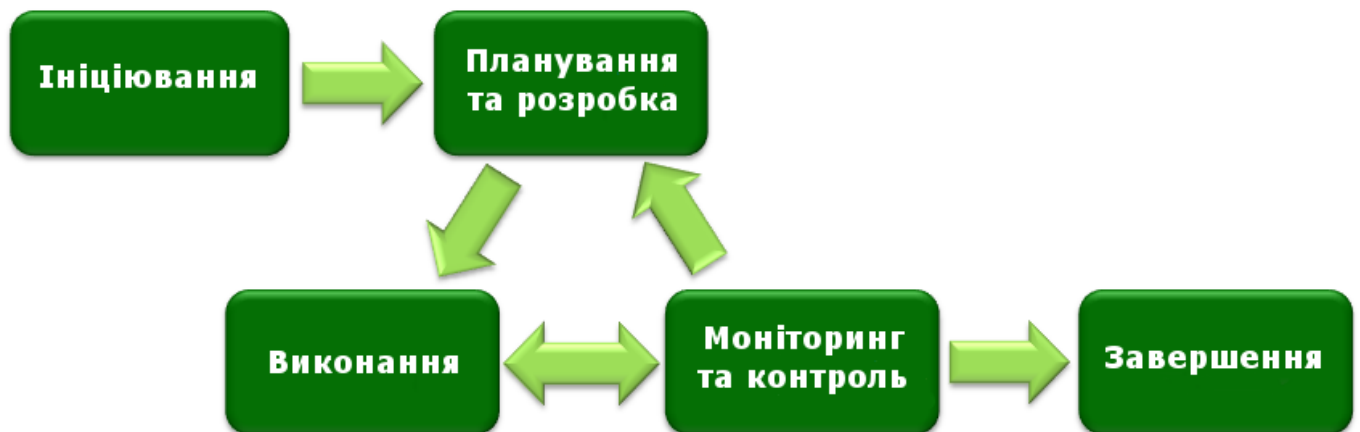 Ініціювання
Планування
та розробка
Виконання
Моніторинг
та контроль
Завершення